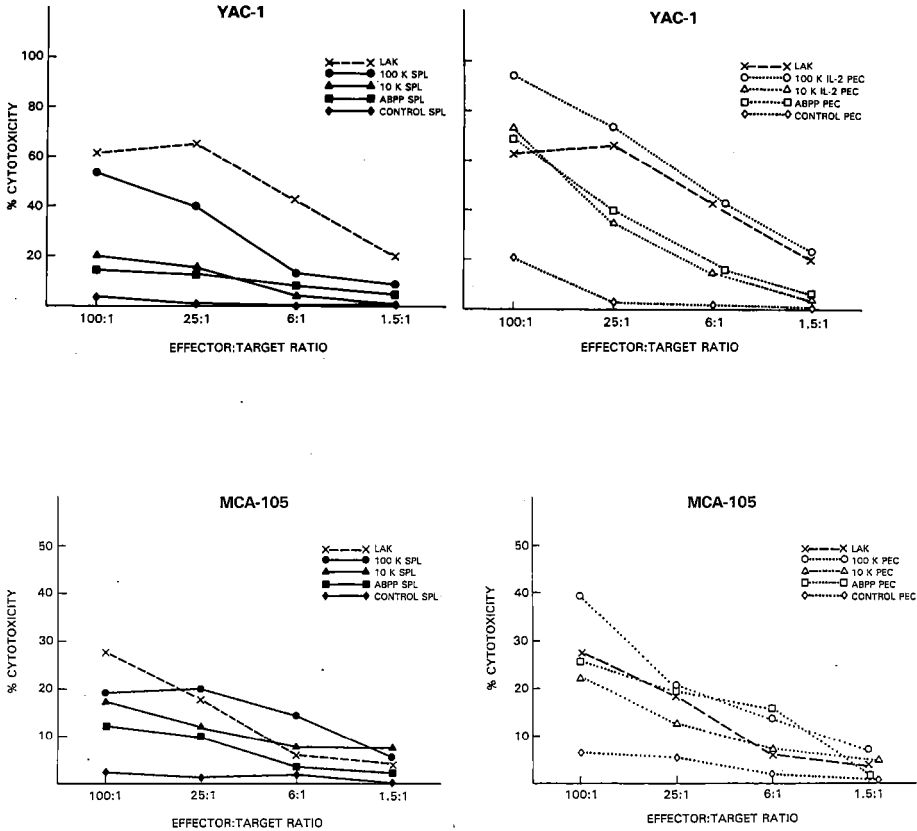 YAC-1
% CYTOTOXICITY
100
80
60
40
20
LAK
100 K SPL
10 K SPL
ABPP SPL
CONTROL SPL
100:1 25:1 6:1 1.5:1
EFFECTOR:TARGET RATIO
YAC-1
LAK
100 K IL-2 PEC
10 K IL-2 PEC
ABPP PEC
CONTROL PEC
100:1 25:1 6:1 1.5:1
EFFECTOR:TARGET RATIO
MCA-105
% CYTOTOXICITY
50
40
30
20
10
LAK
100 K SPL
10 K SPL
ABPP SPL
CONTROL SPL
100:1 25:1 6:1 1.5:1
EFFECTOR:TARGET RATIO
MCA-105
% CYTOTOXICITY
50
40
30
20
10
LAK
100 K PEC
10 K PEC
ABPP PEC
CONTROL PEC
100:1 25:1 6:1 1.5:1
EFFECTOR:TARGET RATIO